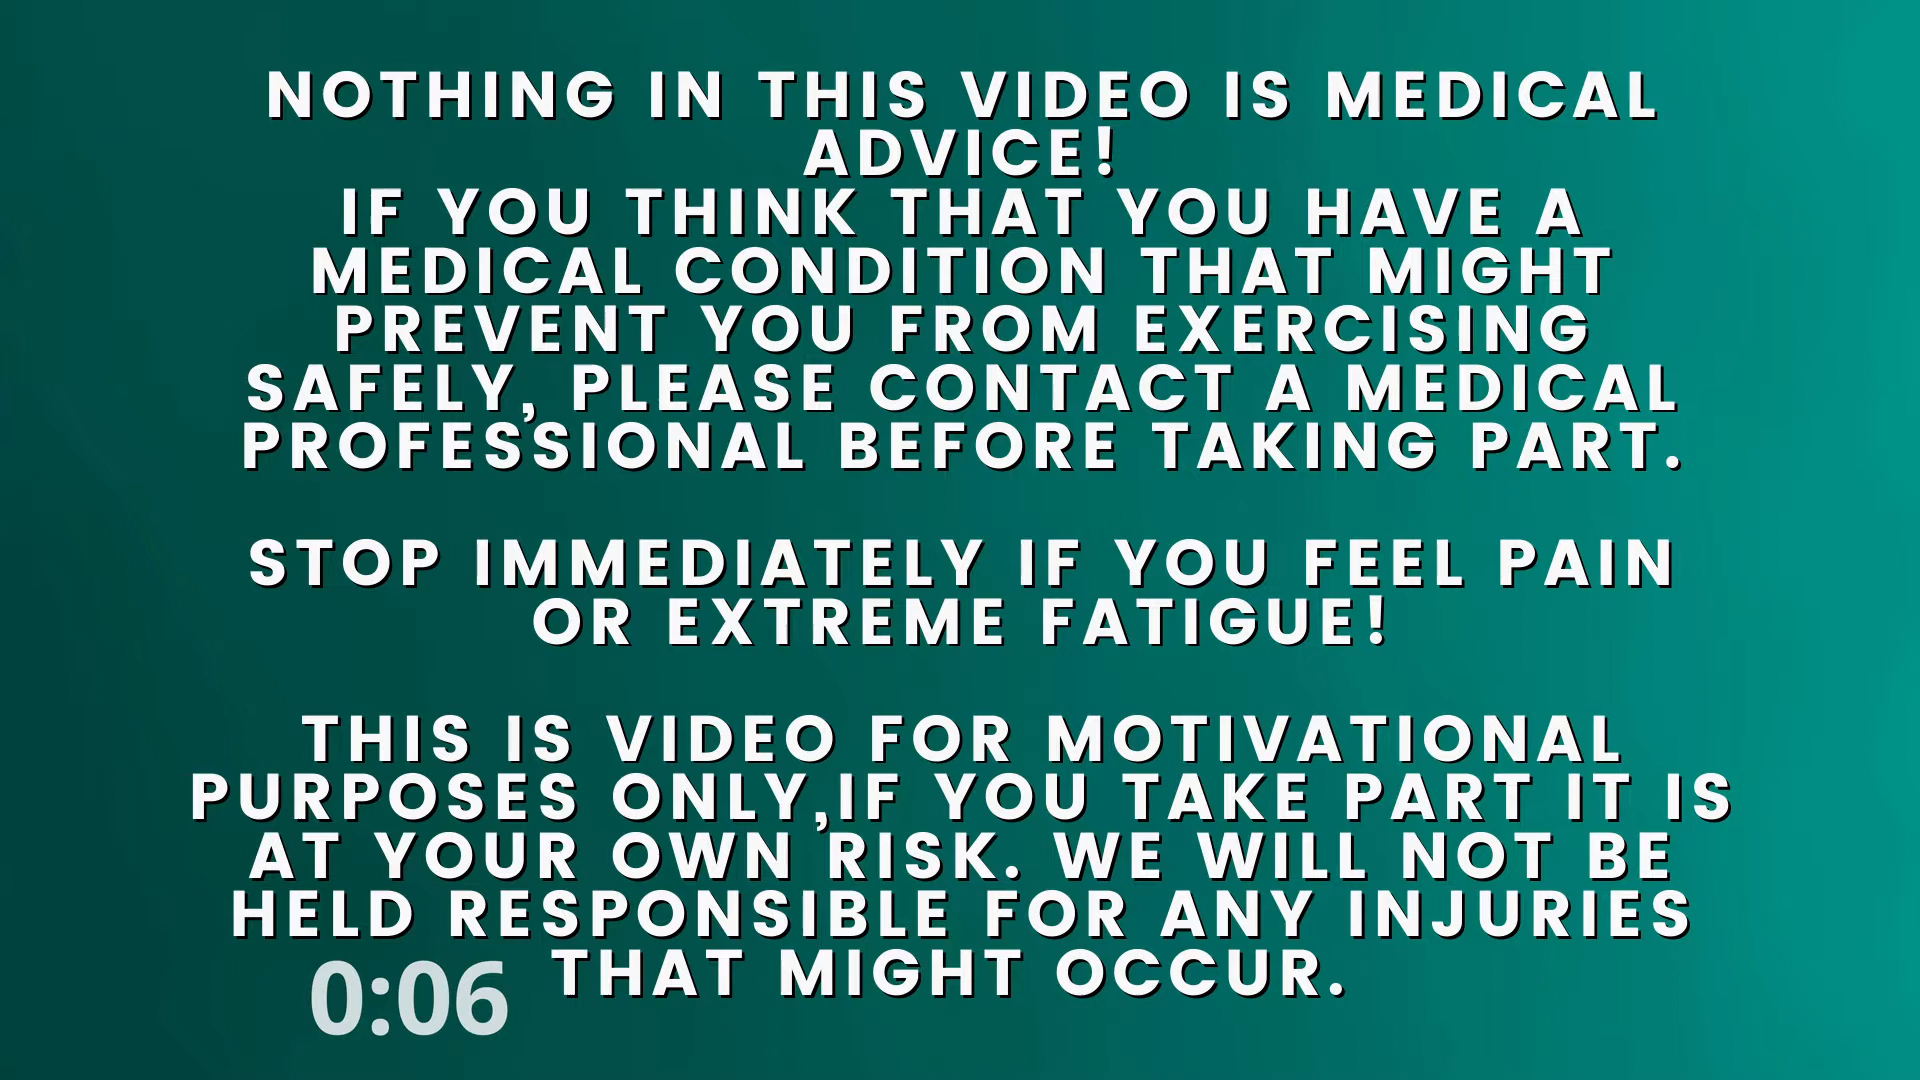 NOTHING IN THIS VIDEO IS MEDICAL
ADVICE!
IF YOU THINK THAT YOU HAVE A
MEDICAL CONDITION THAT MIGHT
PREVENT YOU FROM EXERCISING
SAFELY, PLEASE CONTACT A MEDICAL
PROFESSIONAL BEFORE TAKING PART.
STOP IMMEDIATELY IF YOU FEEL PAIN
OR EXTREME FATIGUE!
THIS IS VIDEO FOR MOTIVATIONAL
PURPOSES ONLY,IF YOU TAKE PART IT IS
AT YOUR OWN RISK. WE WILL NOT BE
HELD RESPONSIBLE FOR ANY INJURIES
THAT MIGHT OCCUR.
0:06